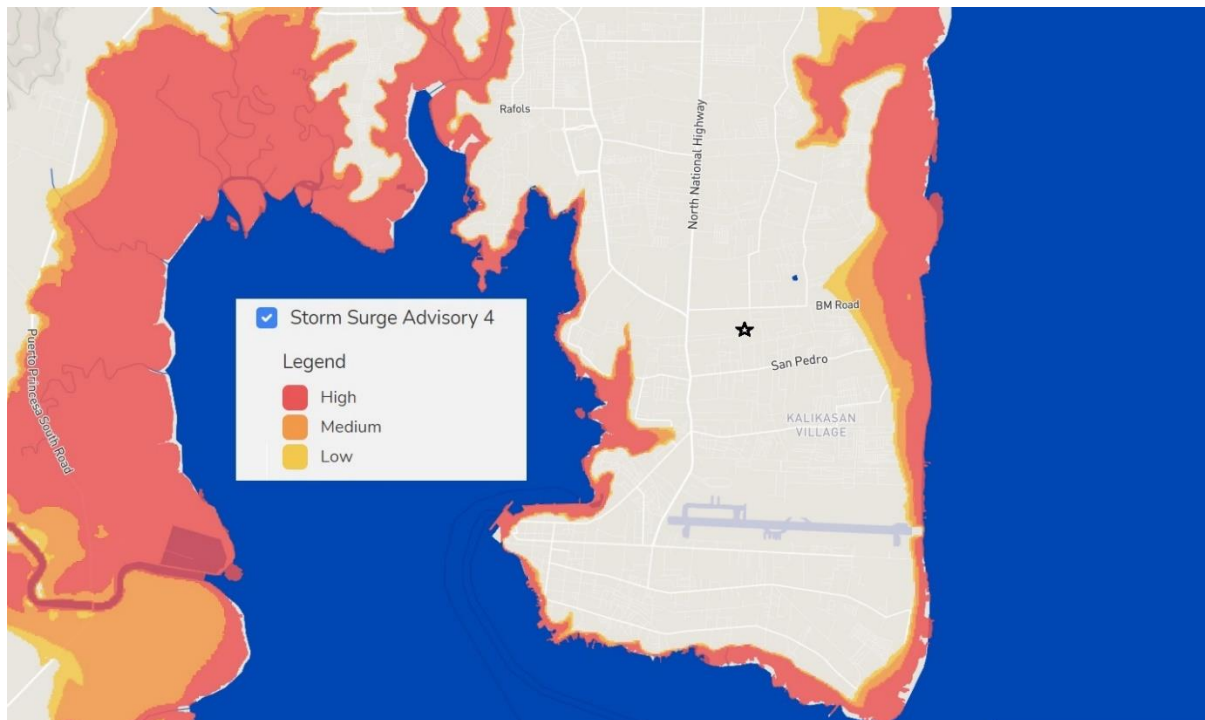 Rafols
North National Highway
BM Road
Storm Surge Advisory 4
San Pedro
Legend
Puerto Princesa South Road
High
KALIKASAN
VILLAGE
Medium
Low